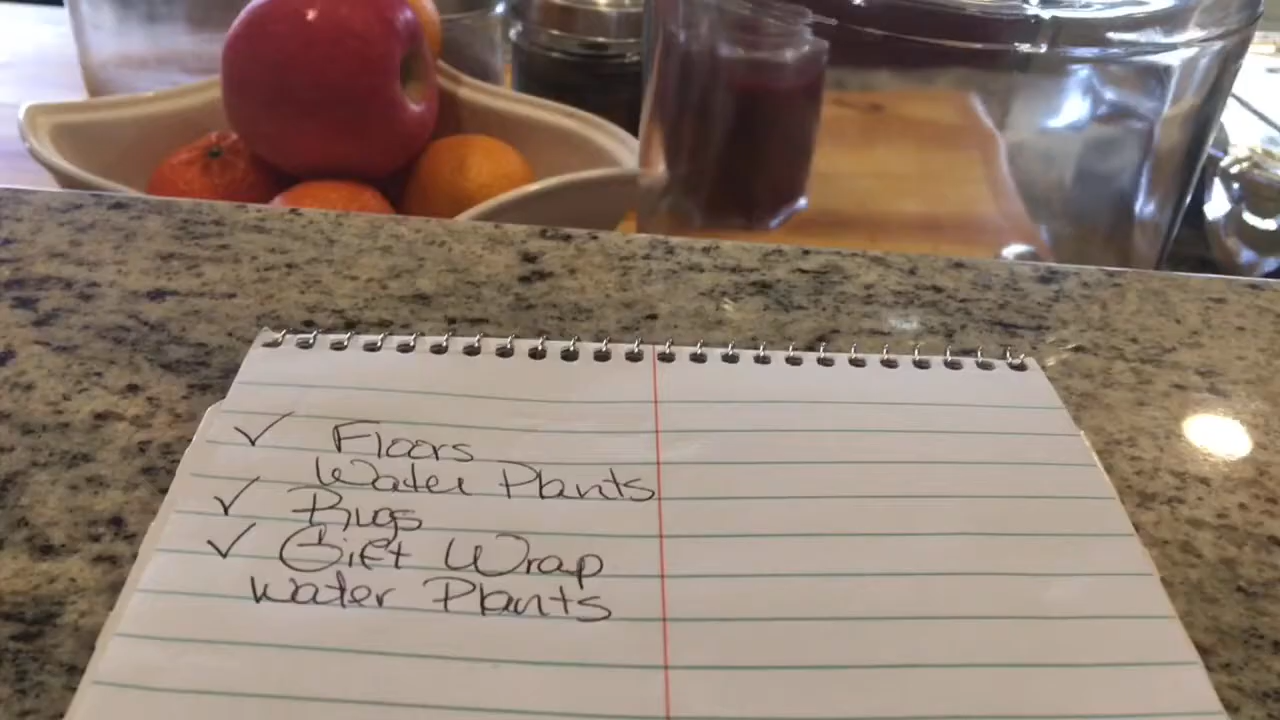 ✓ Floors
Water Plants
✓ Rugs
✓ Gift Wrap
Water Plants